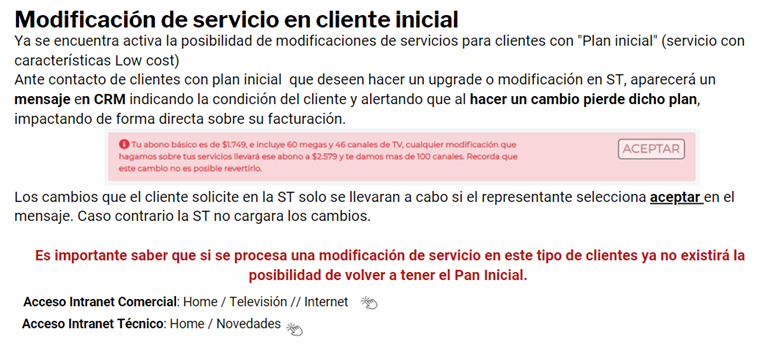 Modificación de servicio en cliente inicial
Ya se encuentra activa la posibilidad de modificaciones de servicios para clientes con "Plan inicial" (servicio con
características Low cost)
Ante contacto de clientes con plan inicial que deseen hacer un upgrade o modificación en ST, aparecerá un
mensaje en CRM indicando la condición del cliente y alertando que al hacer un cambio pierde dicho plan,
impactando de forma directa sobre su facturación.
Tu abono básico es de $1.749, e incluye 60 megas y 46 canales de TV, cualquier modificación que
hagamos sobre tus servicios llevará ese abono a $2.579 y te damos mas de 100 canales. Recorda que
este cambio no es posible revertirlo.
ACEPTAR
Los cambios que el cliente solicite en la ST solo se llevaran a cabo si el representante selecciona aceptar en el
mensaje. Caso contrario la ST no cargara los cambios.
Es importante saber que si se procesa una modificación de servicio en este tipo de clientes ya no existirá la
posibilidad de volver a tener el Pan Inicial.
Acceso Intranet Comercial: Home / Televisión // Internet
Acceso Intranet Técnico: Home / Novedades